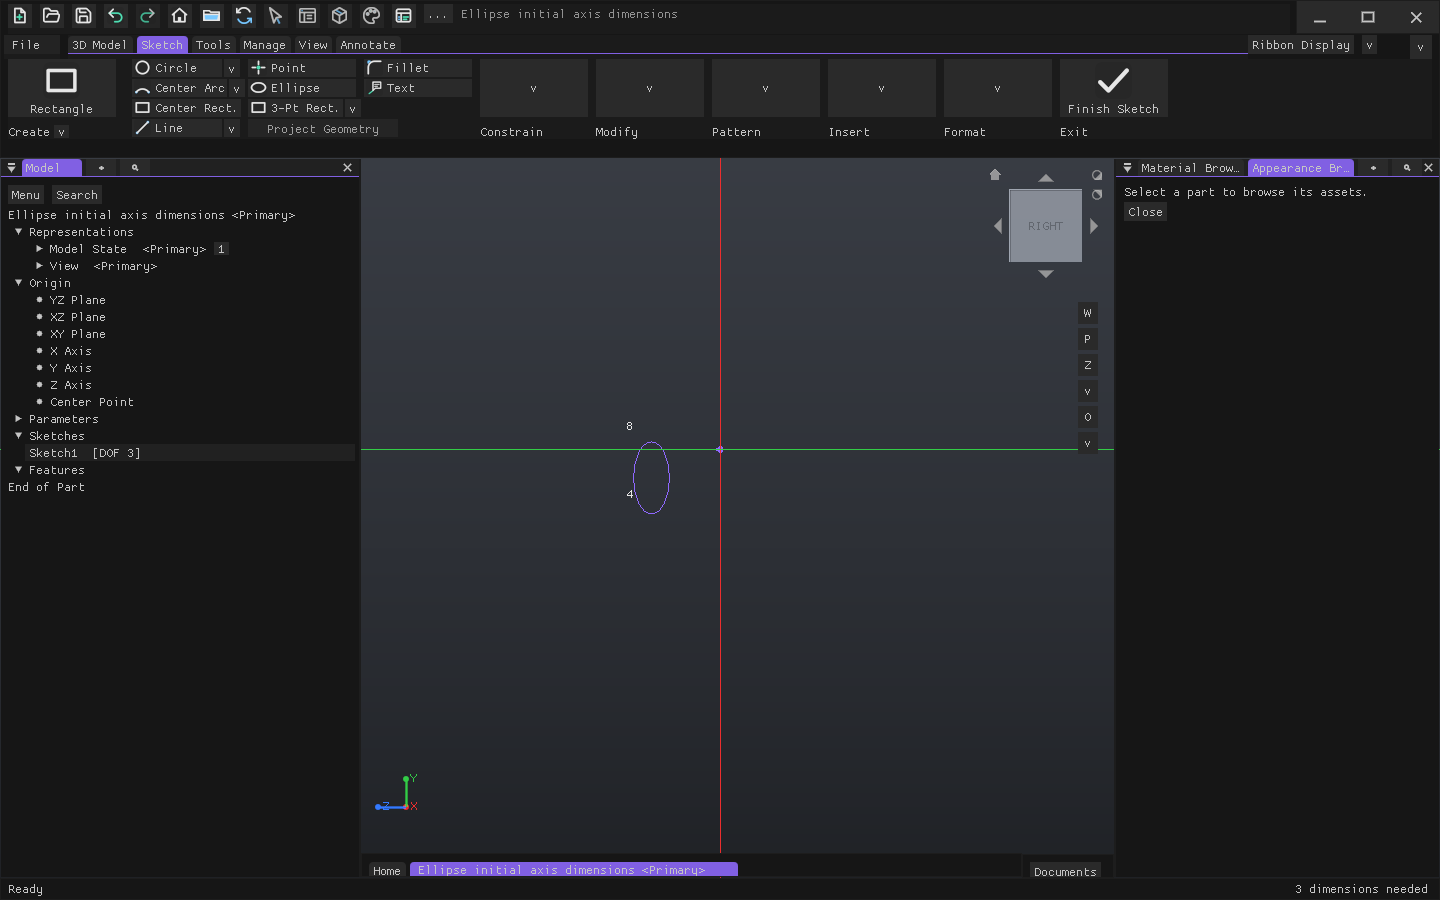 ... Ellipse initial axis dimensions
File 3D Model Sketch Tools Manage View Annotate Ribbon Display v v
Rectangle
Create v
Circle v Point Fillet
Center Arc v Ellipse Text
Center Rect. 3-Pt Rect. v
Line v Project Geometry
v v v v v
Constrain Modify Pattern Insert Format
Finish Sketch
Exit
Model
Menu Search
Ellipse initial axis dimensions <Primary>
Representations
Model State <Primary> 1
View <Primary>
Origin
YZ Plane
XZ Plane
XY Plane
X Axis
Y Axis
Z Axis
Center Point
Parameters
Sketches
Sketch1 [DOF 3]
Features
End of Part
8
4
RIGHT
W
P
Z
v
O
v
Y
Z X
Material Brow… Appearance Br…
Select a part to browse its assets.
Close
Home Ellipse initial axis dimensions <Primary> Documents
Ready 3 dimensions needed